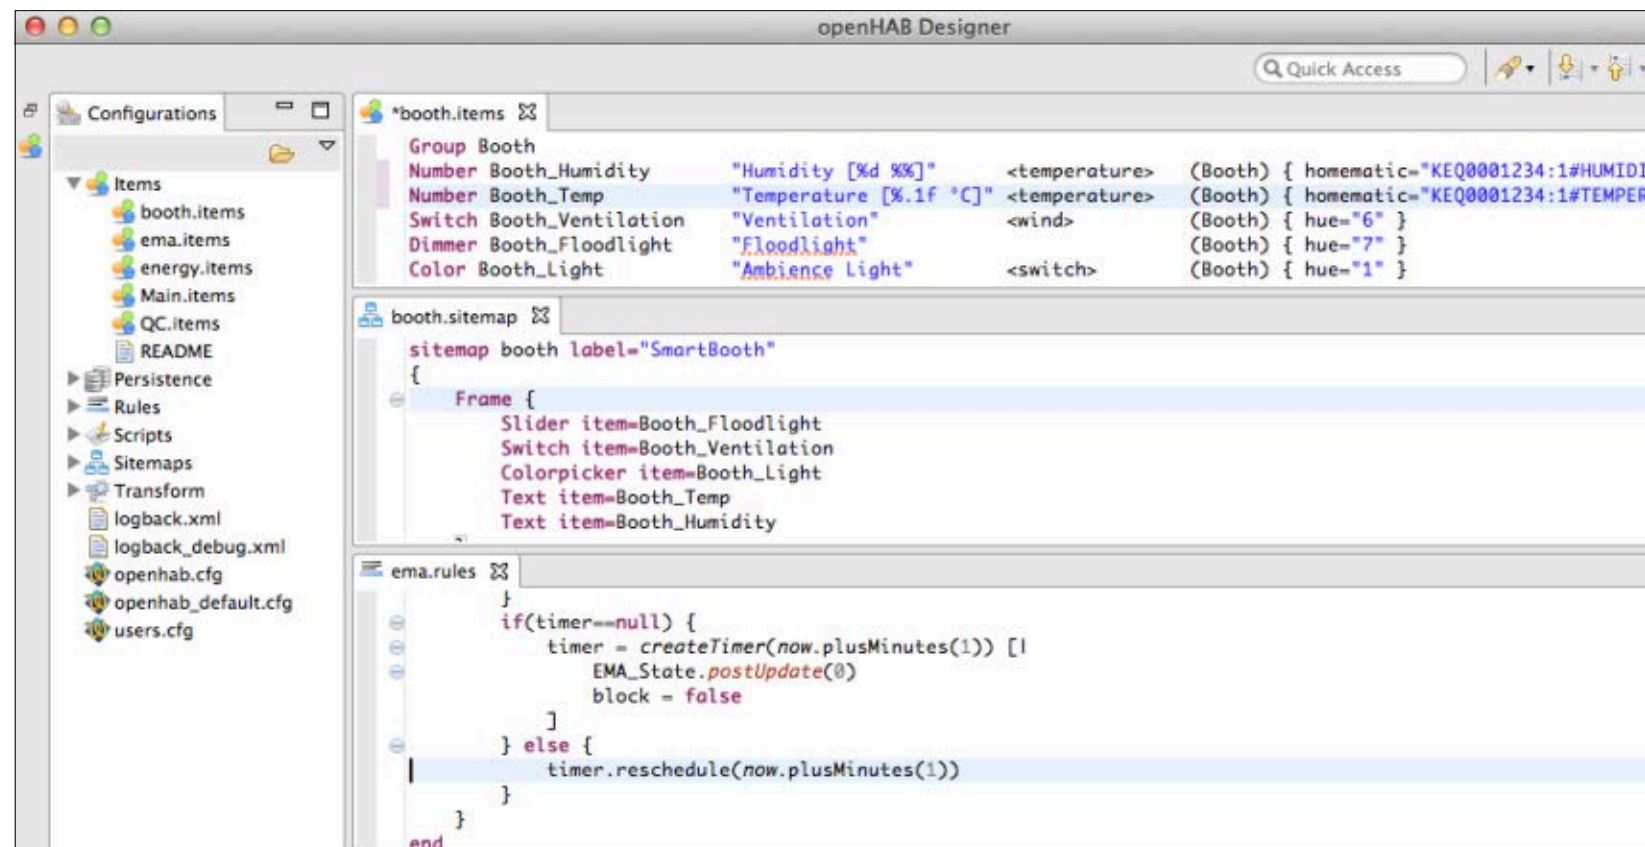 openHAB Designer
Quick Access
Configurations
Items
booth.items
ema.items
energy.items
Main.items
QC.items
README
Persistence
Rules
Scripts
Sitemaps
Transform
logback.xml
logback_debug.xml
openhab.cfg
openhab_default.cfg
users.cfg
*booth.items
Group Booth
Number Booth_Humidity "Humidity [%d %%]" <temperature> (Booth) { homematic="KEQ0001234:1#HUMIDI
Number Booth_Temp "Temperature [%.1f °C]" <temperature> (Booth) { homematic="KEQ0001234:1#TEMPER
Switch Booth_Ventilation "Ventilation" <wind> (Booth) { hue="6" }
Dimmer Booth_Floodlight "Floodlight" (Booth) { hue="7" }
Color Booth_Light "Ambience Light" <switch> (Booth) { hue="1" }
booth.sitemap
sitemap booth label="SmartBooth"
{
Frame {
Slider item=Booth_Floodlight
Switch item=Booth_Ventilation
Colorpicker item=Booth_Light
Text item=Booth_Temp
Text item=Booth_Humidity
}
ema.rules
}
if(timer==null) {
timer = createTimer(now.plusMinutes(1)) [|
EMA_State.postUpdate(0)
block = false
]
} else {
timer.reschedule(now.plusMinutes(1))
}
}
end